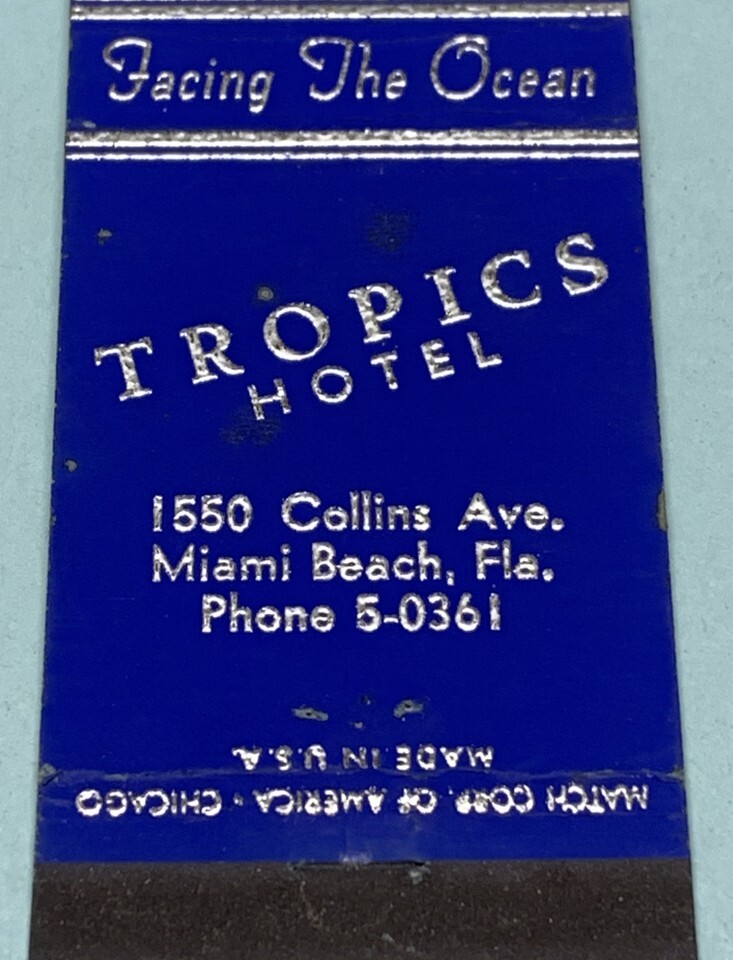 Facing The Ocean
TROPICS
HOTEL
1550 Collins Ave.
Miami Beach, Fla.
Phone 5-0361
MADE IN U.S.A.
MATCH CORP. OF AMERICA · CHICAGO